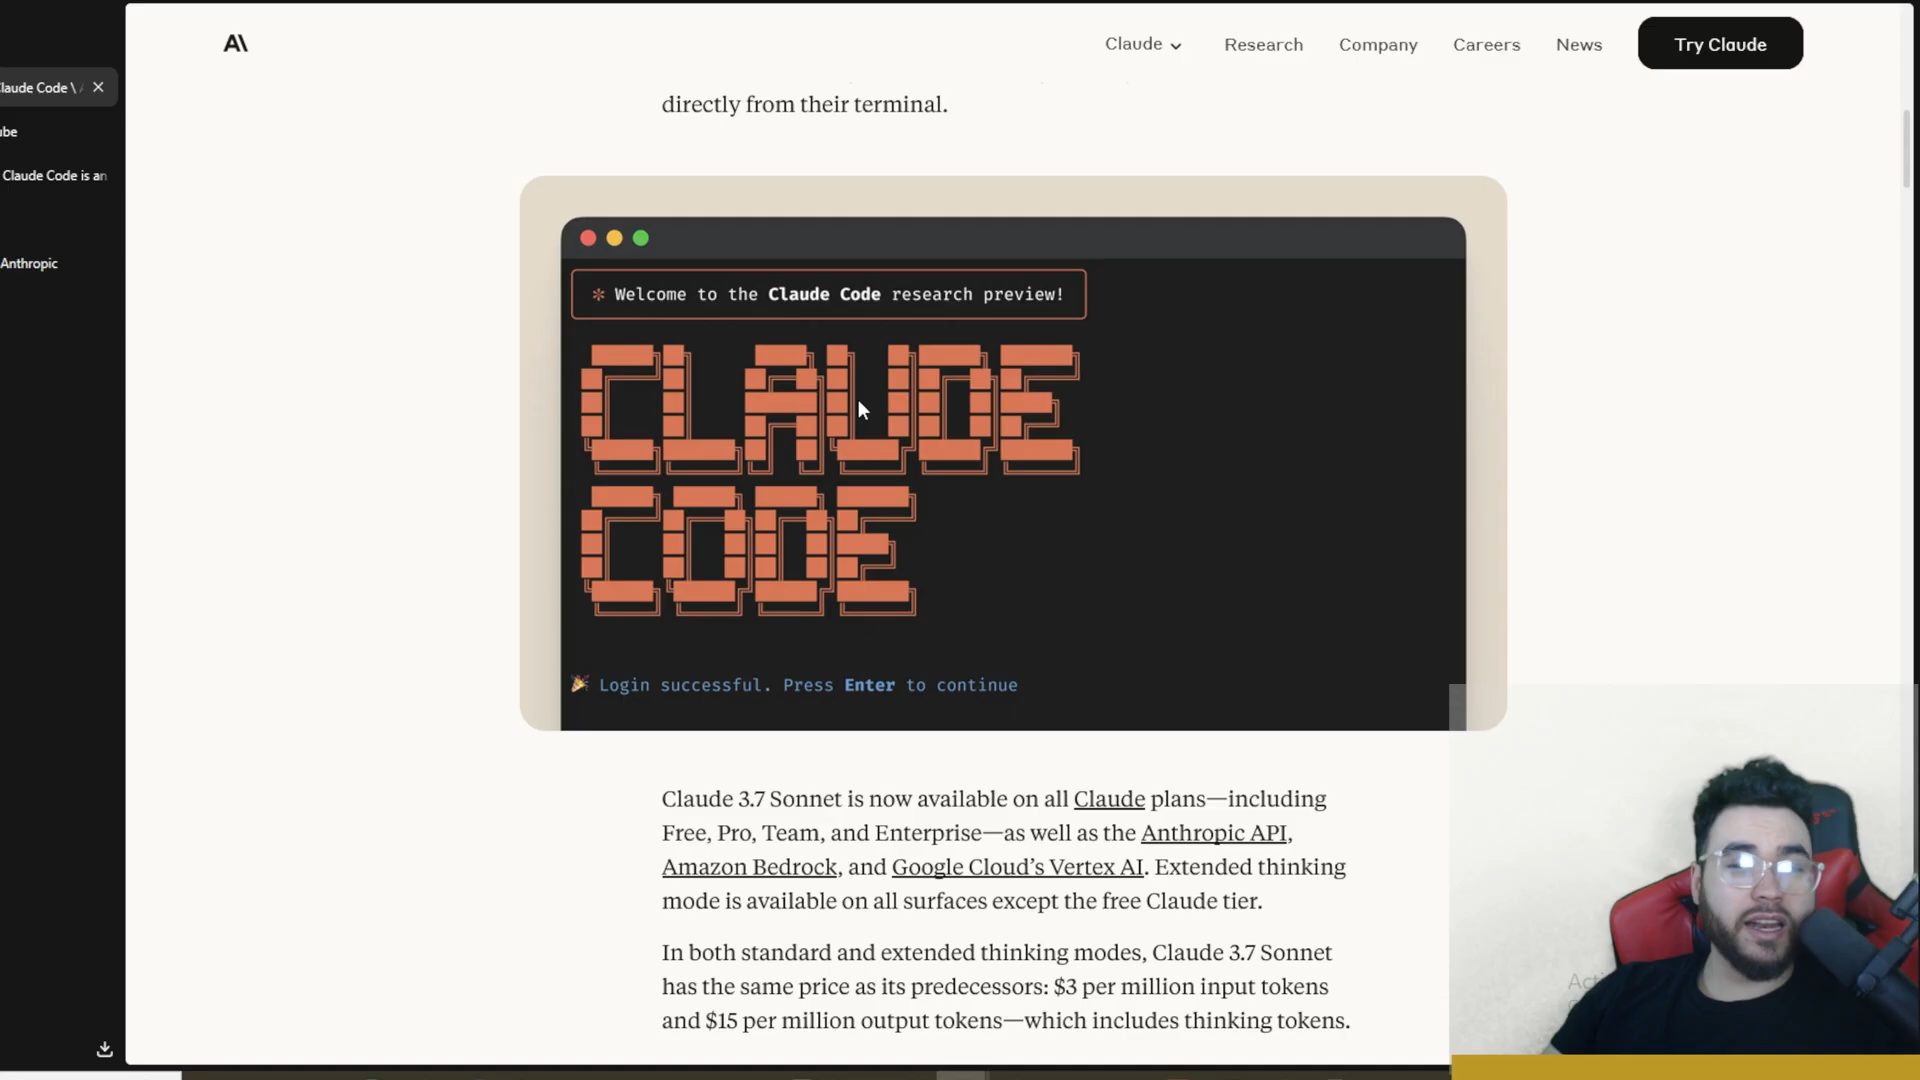 A\
Claude
Research
Company
Careers
News
Try Claude
laude Code \
directly from their terminal.
Claude Code is an
Anthropic
Welcome to the Claude Code research preview!
CLAUDE
CODE
Login successful. Press Enter to continue
Claude 3.7 Sonnet is now available on all Claude plans—including
Free, Pro, Team, and Enterprise—as well as the Anthropic API,
Amazon Bedrock, and Google Cloud’s Vertex AI. Extended thinking
mode is available on all surfaces except the free Claude tier.
In both standard and extended thinking modes, Claude 3.7 Sonnet
has the same price as its predecessors: $3 per million input tokens
and $15 per million output tokens—which includes thinking tokens.